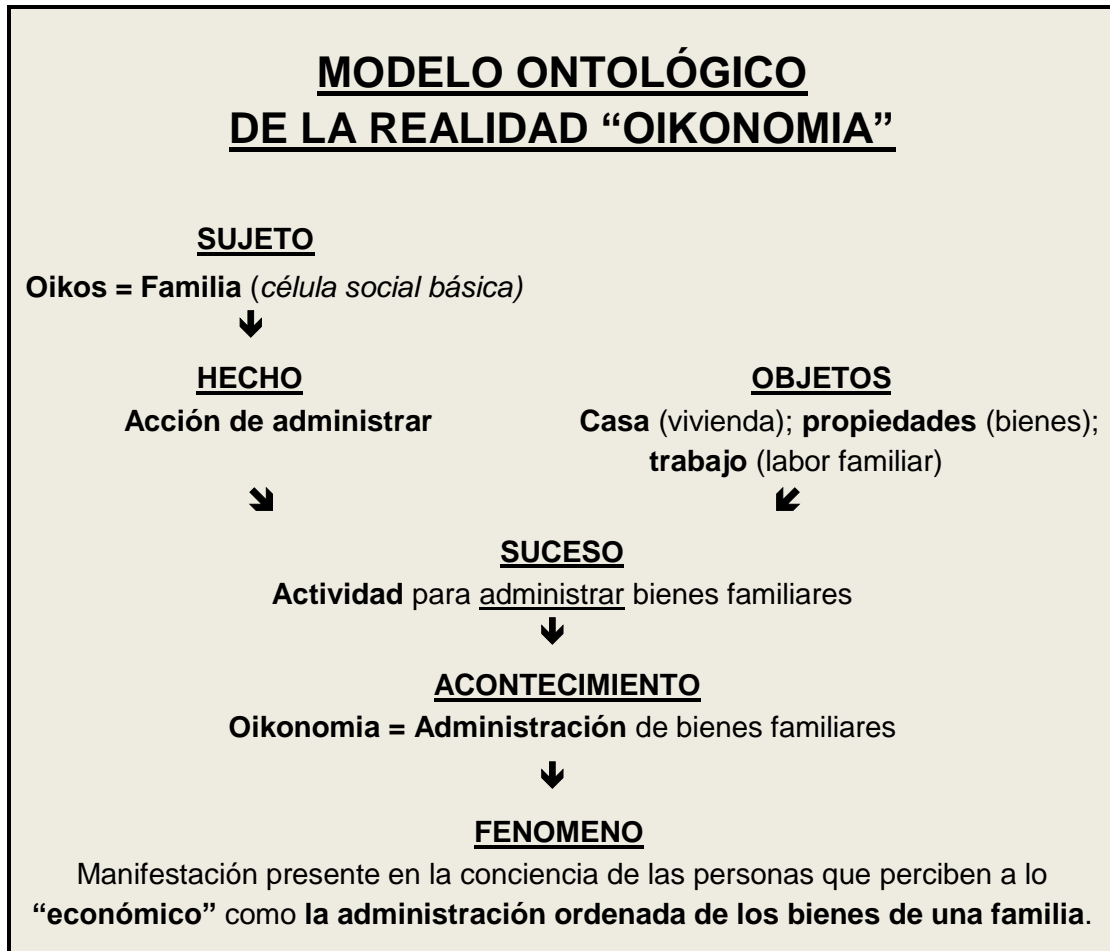 MODELO ONTOLÓGICO
DE LA REALIDAD “OIKONOMIA”
SUJETO
Oikos = Familia (célula social básica)
HECHO
Acción de administrar
OBJETOS
Casa (vivienda); propiedades (bienes);
trabajo (labor familiar)
SUCESO
Actividad para administrar bienes familiares
ACONTECIMIENTO
Oikonomia = Administración de bienes familiares
FENOMENO
Manifestación presente en la conciencia de las personas que perciben a lo
“económico” como la administración ordenada de los bienes de una familia.